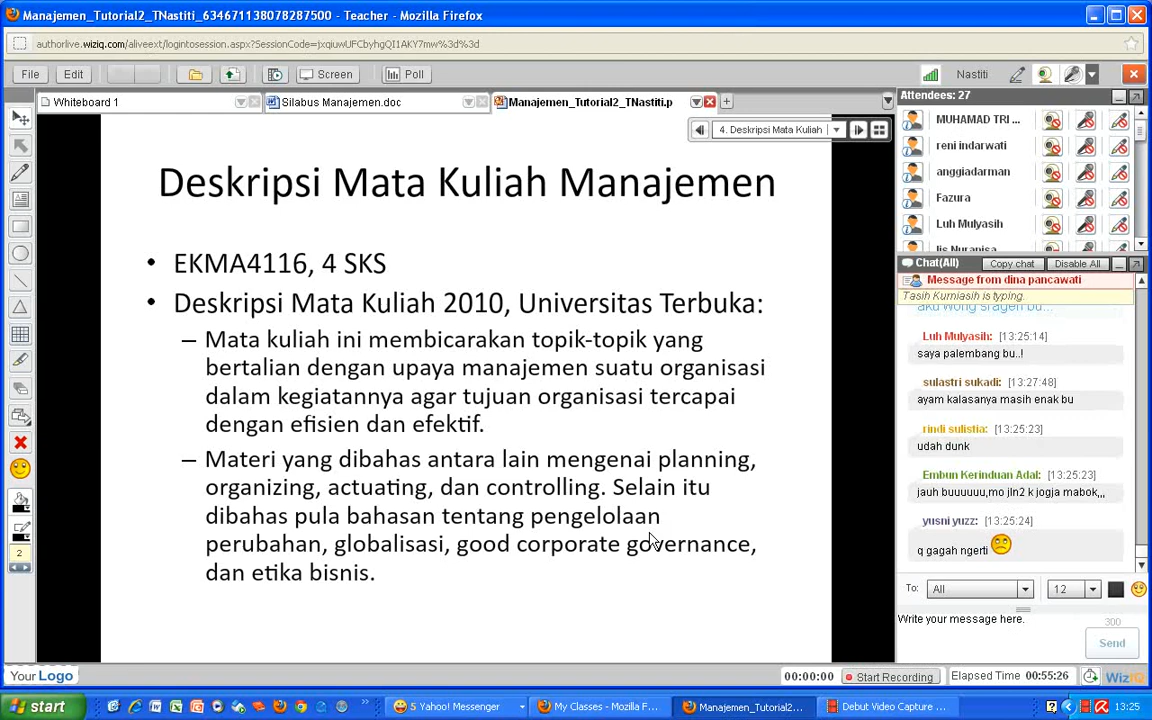 Manajemen_Tutorial2_TNastiti_634671138078287500 - Teacher - Mozilla Firefox
authorlive.wiziq.com/aliveext/logintosession.aspx?SessionCode=jxqiuwUFCbyhgQI1AKY7mw%3d%3d
File Edit Screen Poll Nastiti
Whiteboard 1 Silabus Manajemen.doc Manajemen_Tutorial2_TNastiti.p
4. Deskripsi Mata Kuliah
Deskripsi Mata Kuliah Manajemen
• EKMA4116, 4 SKS
• Deskripsi Mata Kuliah 2010, Universitas Terbuka:
– Mata kuliah ini membicarakan topik-topik yang
bertalian dengan upaya manajemen suatu organisasi
dalam kegiatannya agar tujuan organisasi tercapai
dengan efisien dan efektif.
– Materi yang dibahas antara lain mengenai planning,
organizing, actuating, dan controlling. Selain itu
dibahas pula bahasan tentang pengelolaan
perubahan, globalisasi, good corporate governance,
dan etika bisnis.
2
Attendees: 27
MUHAMAD TRI ...
reni indarwati
anggiadarman
Fazura
Luh Mulyasih
Iis Nuranisa
Chat(All) Copy chat Disable All
Message from dina pancawati
Tasih Kurniasih is typing.
aku wong sragen bu...
Luh Mulyasih: [13:25:14]
saya palembang bu..!
sulastri sukadi: [13:27:48]
ayam kalasanya masih enak bu
rindi sulistia: [13:25:23]
udah dunk
Embun Kerinduan Adal: [13:25:23]
jauh buuuuuu,mo jln2 k jogja mabok,,,
yusni yuzz: [13:25:24]
q gagah ngerti
To: All 12
Write your message here.
300
Send
Your Logo 00:00:00 Start Recording Elapsed Time 00:55:26 WizIQ
start 5 Yahoo! Messenger My Classes - Mozilla F... Manajemen_Tutorial2... Debut Video Capture ... 13:25